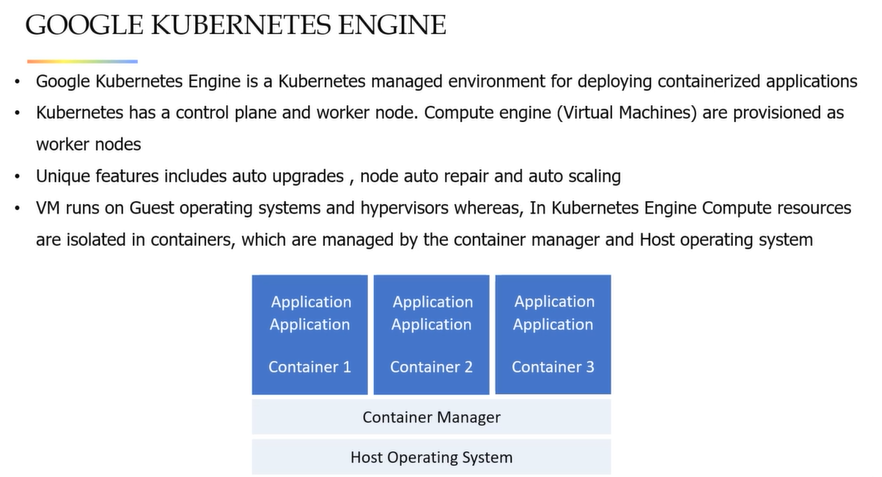 GOOGLE KUBERNETES ENGINE
• Google Kubernetes Engine is a Kubernetes managed environment for deploying containerized applications
• Kubernetes has a control plane and worker node. Compute engine (Virtual Machines) are provisioned as
worker nodes
• Unique features includes auto upgrades , node auto repair and auto scaling
• VM runs on Guest operating systems and hypervisors whereas, In Kubernetes Engine Compute resources
are isolated in containers, which are managed by the container manager and Host operating system
Application Application Application
Application Application Application
Container 1 Container 2 Container 3
Container Manager
Host Operating System